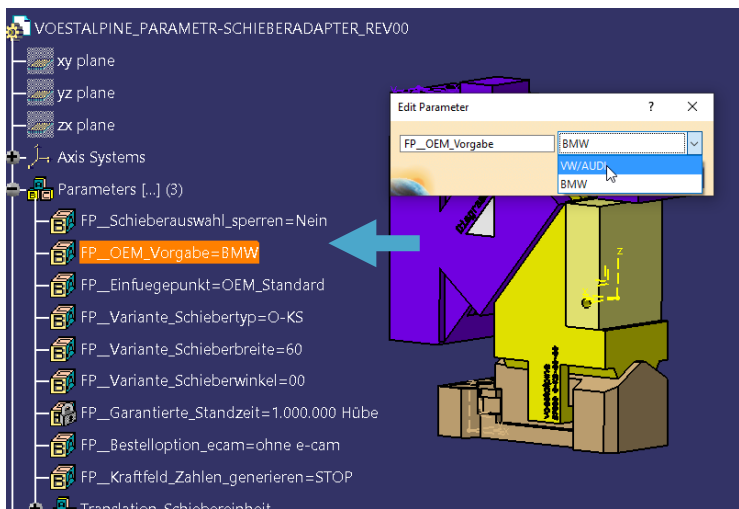 VOESTALPINE_PARAMETR-SCHIEBERADAPTER_REV00
xy plane
yz plane
zx plane
Axis Systems
Parameters [...] (3)
FP__Schieberauswahl_sperren=Nein
FP__OEM_Vorgabe=BMW
FP__Einfuegepunkt=OEM_Standard
FP__Variante_Schiebertyp=O-KS
FP__Variante_Schieberbreite=60
FP__Variante_Schieberwinkel=00
FP__Garantierte_Standzeit=1.000.000 Hübe
FP__Bestelloption_ecam=ohne e-cam
FP__Kraftfeld_Zahlen_generieren=STOP
Translation_Schiebereinheit
Edit Parameter
?
FP__OEM_Vorgabe
BMW
VW/AUDI
BMW
z